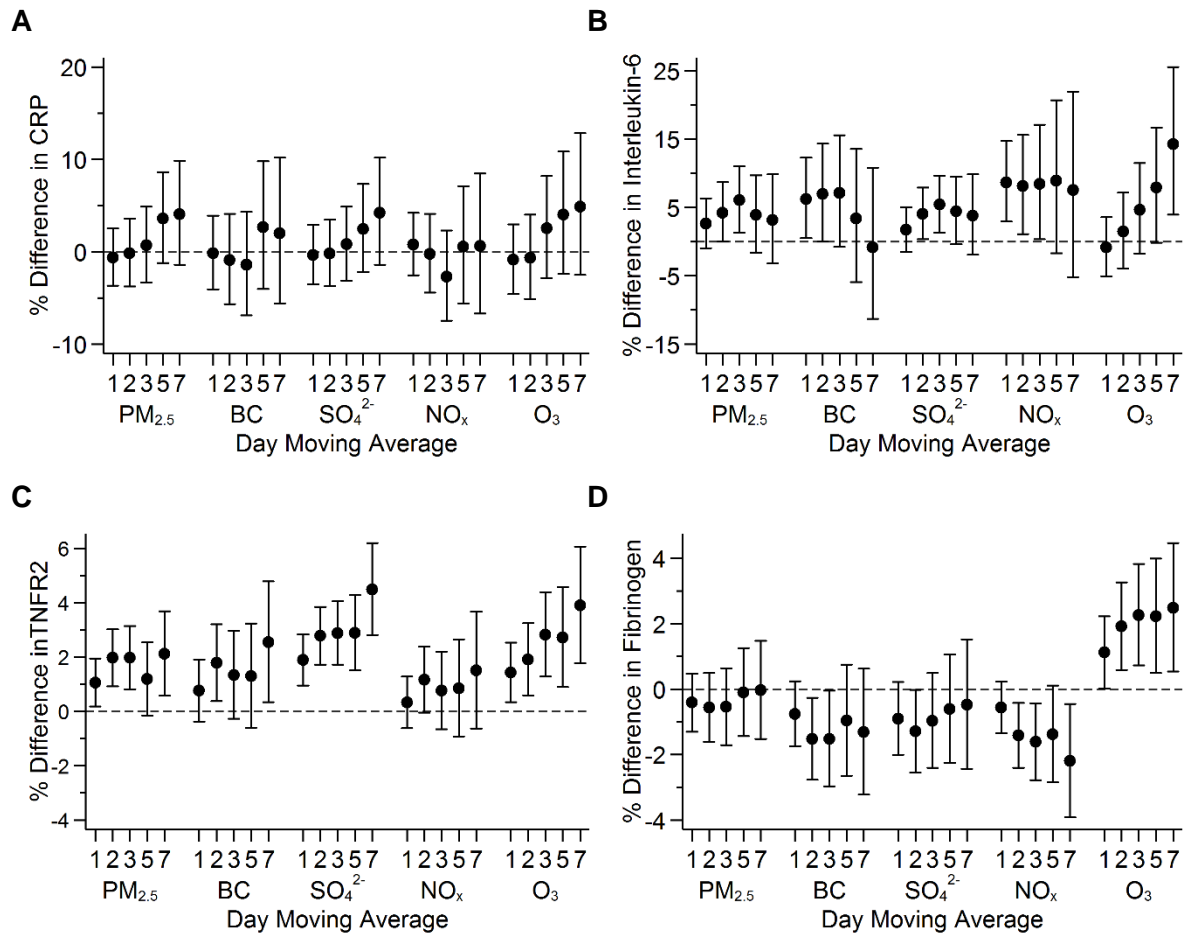 A
% Difference in CRP
20
10
0
-10
1 2 3 5 7 1 2 3 5 7 1 2 3 5 7 1 2 3 5 7 1 2 3 5 7
PM₂.₅ BC SO₄²⁻ NOₓ O₃
Day Moving Average
B
% Difference in Interleukin-6
25
15
5
-5
-15
1 2 3 5 7 1 2 3 5 7 1 2 3 5 7 1 2 3 5 7 1 2 3 5 7
PM₂.₅ BC SO₄²⁻ NOₓ O₃
Day Moving Average
C
% Difference inTNFR2
6
4
2
0
-2
-4
1 2 3 5 7 1 2 3 5 7 1 2 3 5 7 1 2 3 5 7 1 2 3 5 7
PM₂.₅ BC SO₄²⁻ NOₓ O₃
Day Moving Average
D
% Difference in Fibrinogen
4
2
0
-2
-4
1 2 3 5 7 1 2 3 5 7 1 2 3 5 7 1 2 3 5 7 1 2 3 5 7
PM₂.₅ BC SO₄²⁻ NOₓ O₃
Day Moving Average